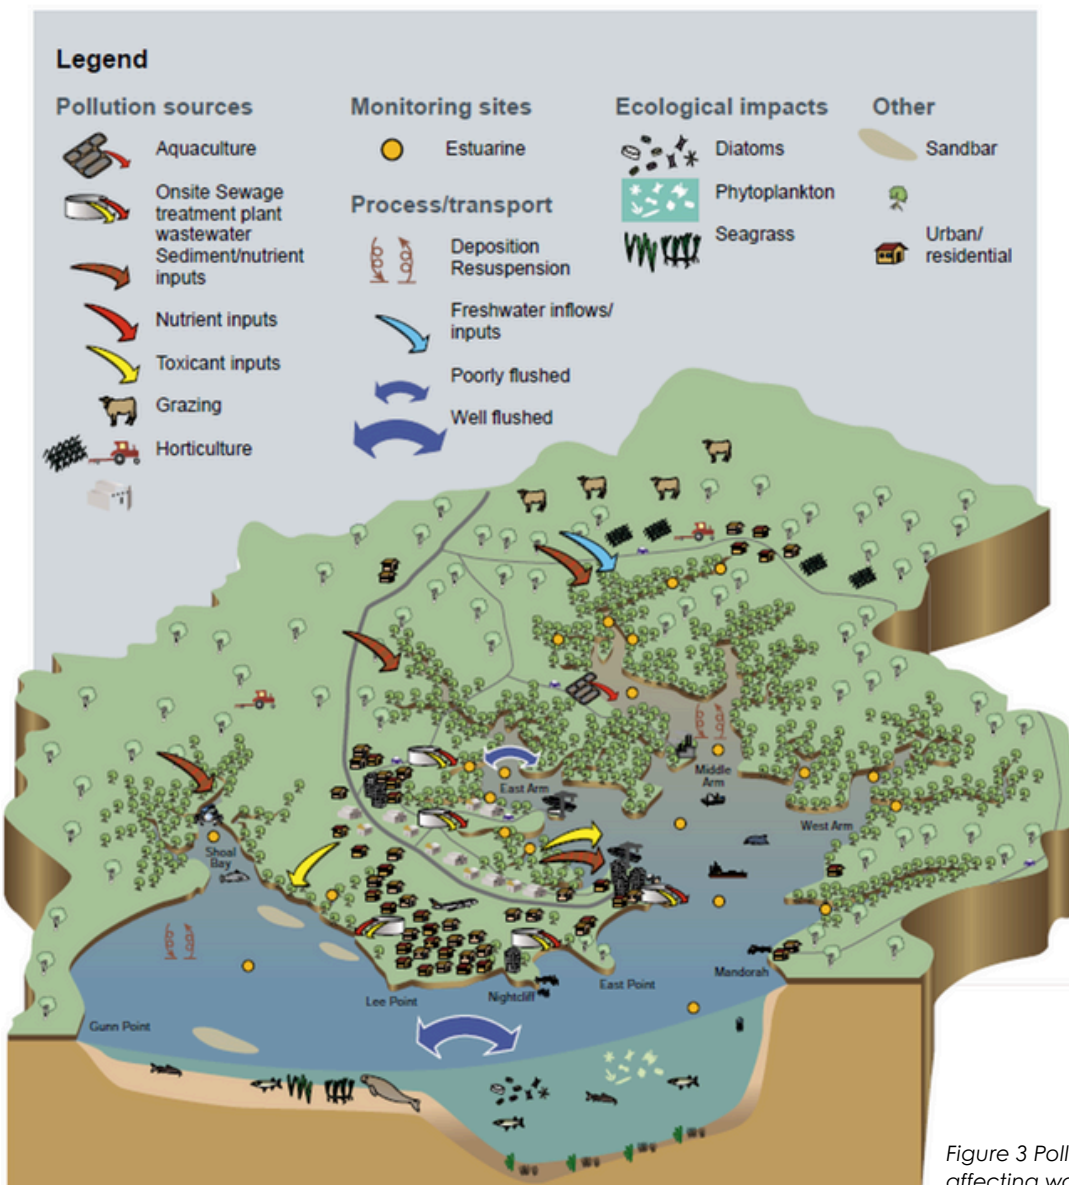 Legend
Pollution sources
Aquaculture
Onsite Sewage
treatment plant
wastewater
Sediment/nutrient
inputs
Nutrient inputs
Toxicant inputs
Grazing
Horticulture
Monitoring sites
Estuarine
Process/transport
Deposition
Resuspension
Freshwater inflows/
inputs
Poorly flushed
Well flushed
Ecological impacts
Diatoms
Phytoplankton
Seagrass
Other
Sandbar
Urban/
residential
East Arm
Middle
Arm
West Arm
Shoal
Bay
Mandorah
East Point
Nightcliff
Lee Point
Gunn Point
Figure 3 Poll
affecting wa